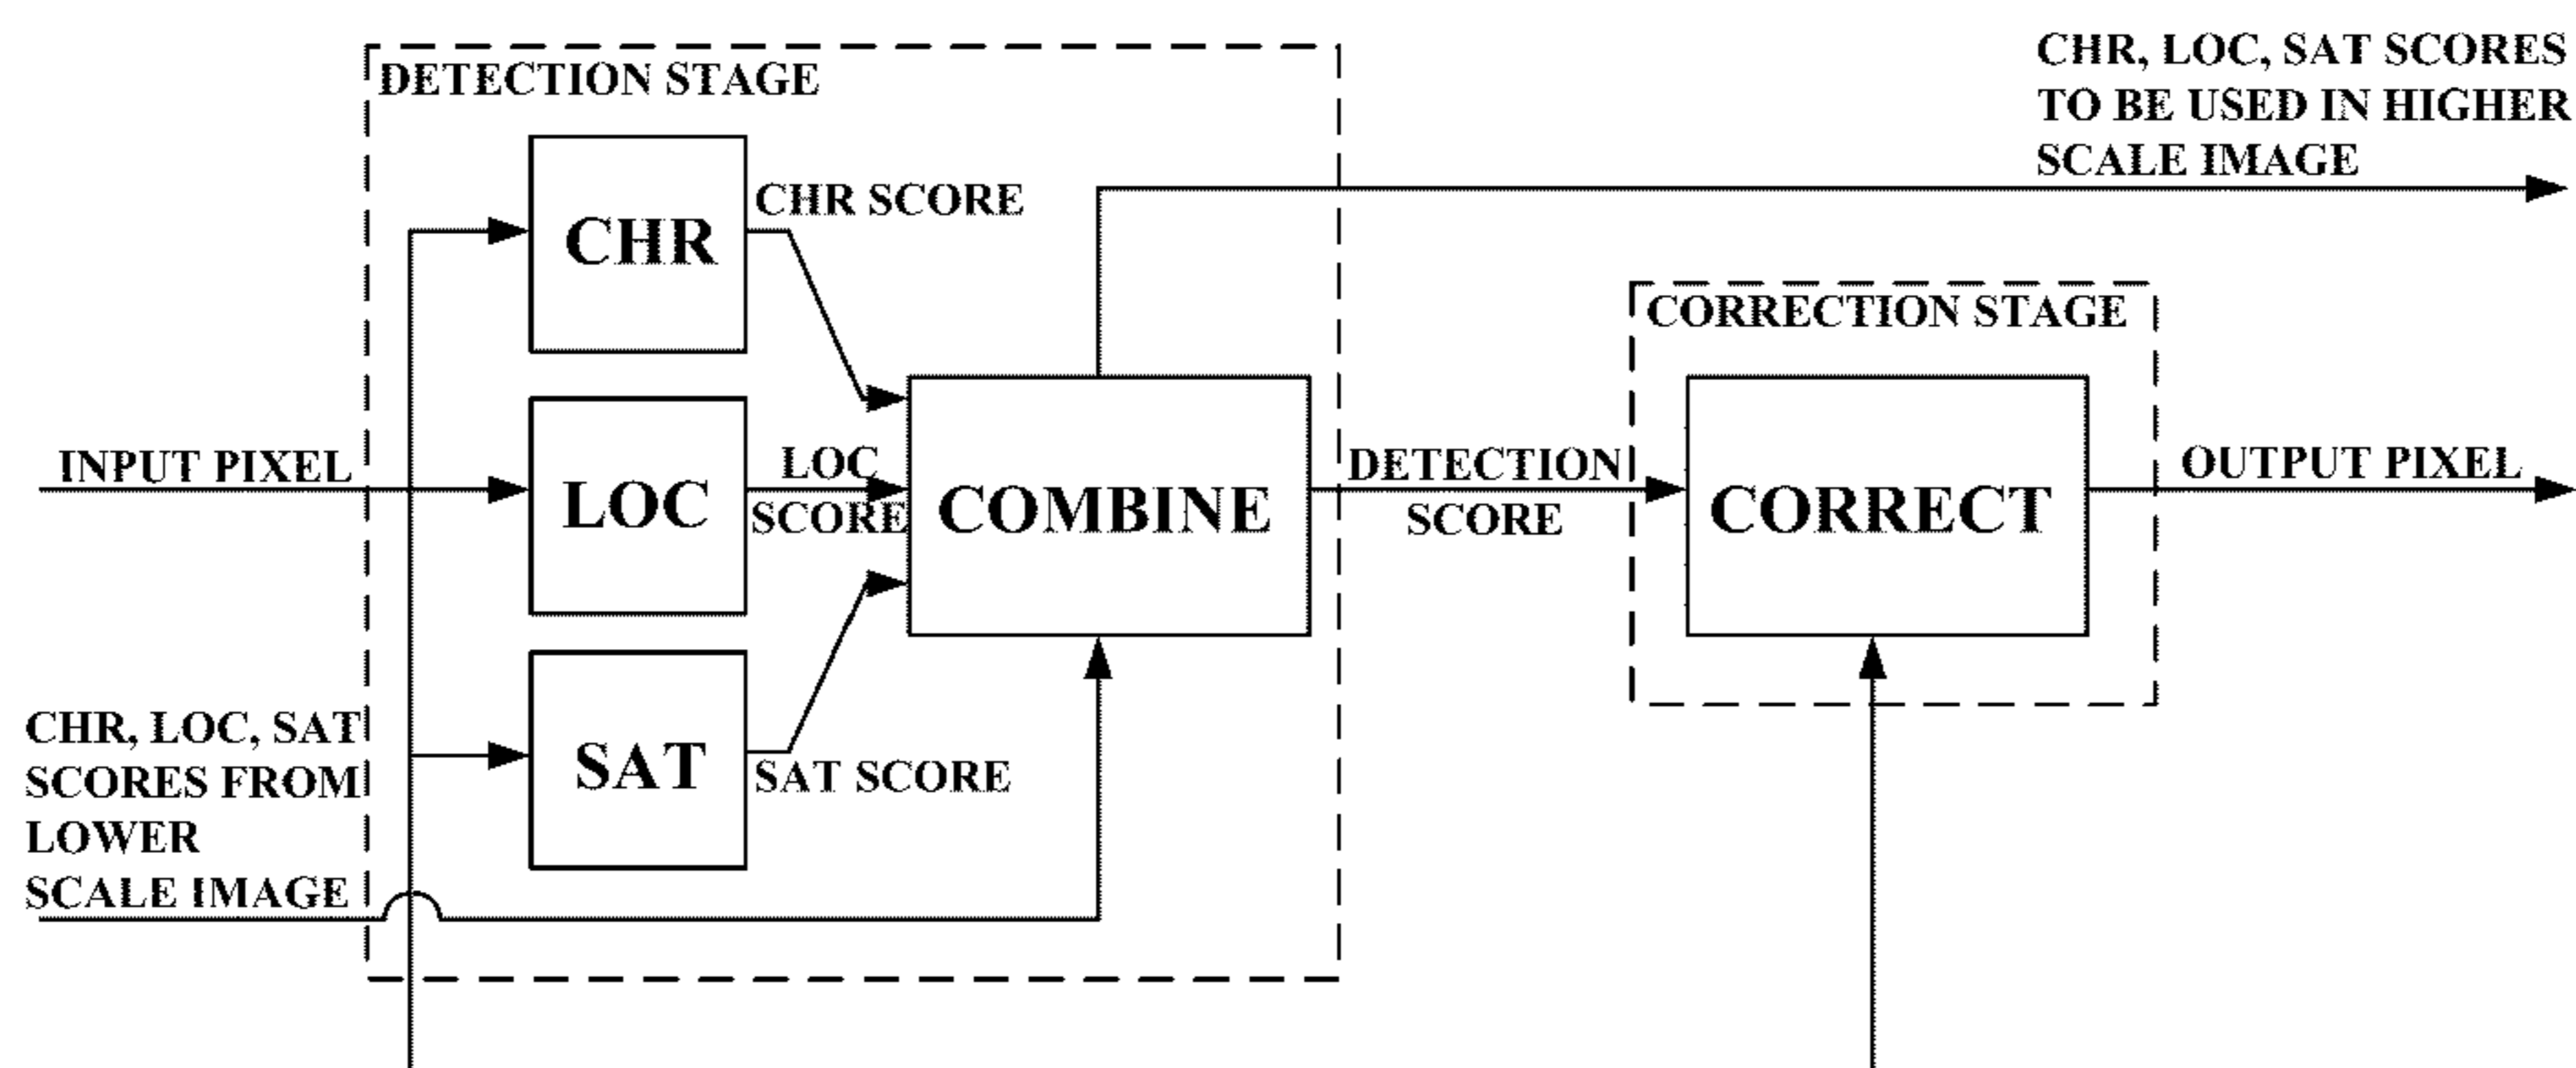 CHR, LOC, SAT SCORES
TO BE USED IN HIGHER
SCALE IMAGE
DETECTION STAGE
CHR
CHR SCORE
CORRECTION STAGE
INPUT PIXEL
LOC
LOC
SCORE
COMBINE
DETECTION
SCORE
CORRECT
OUTPUT PIXEL
CHR, LOC, SAT
SCORES FROM
LOWER
SCALE IMAGE
SAT
SAT SCORE